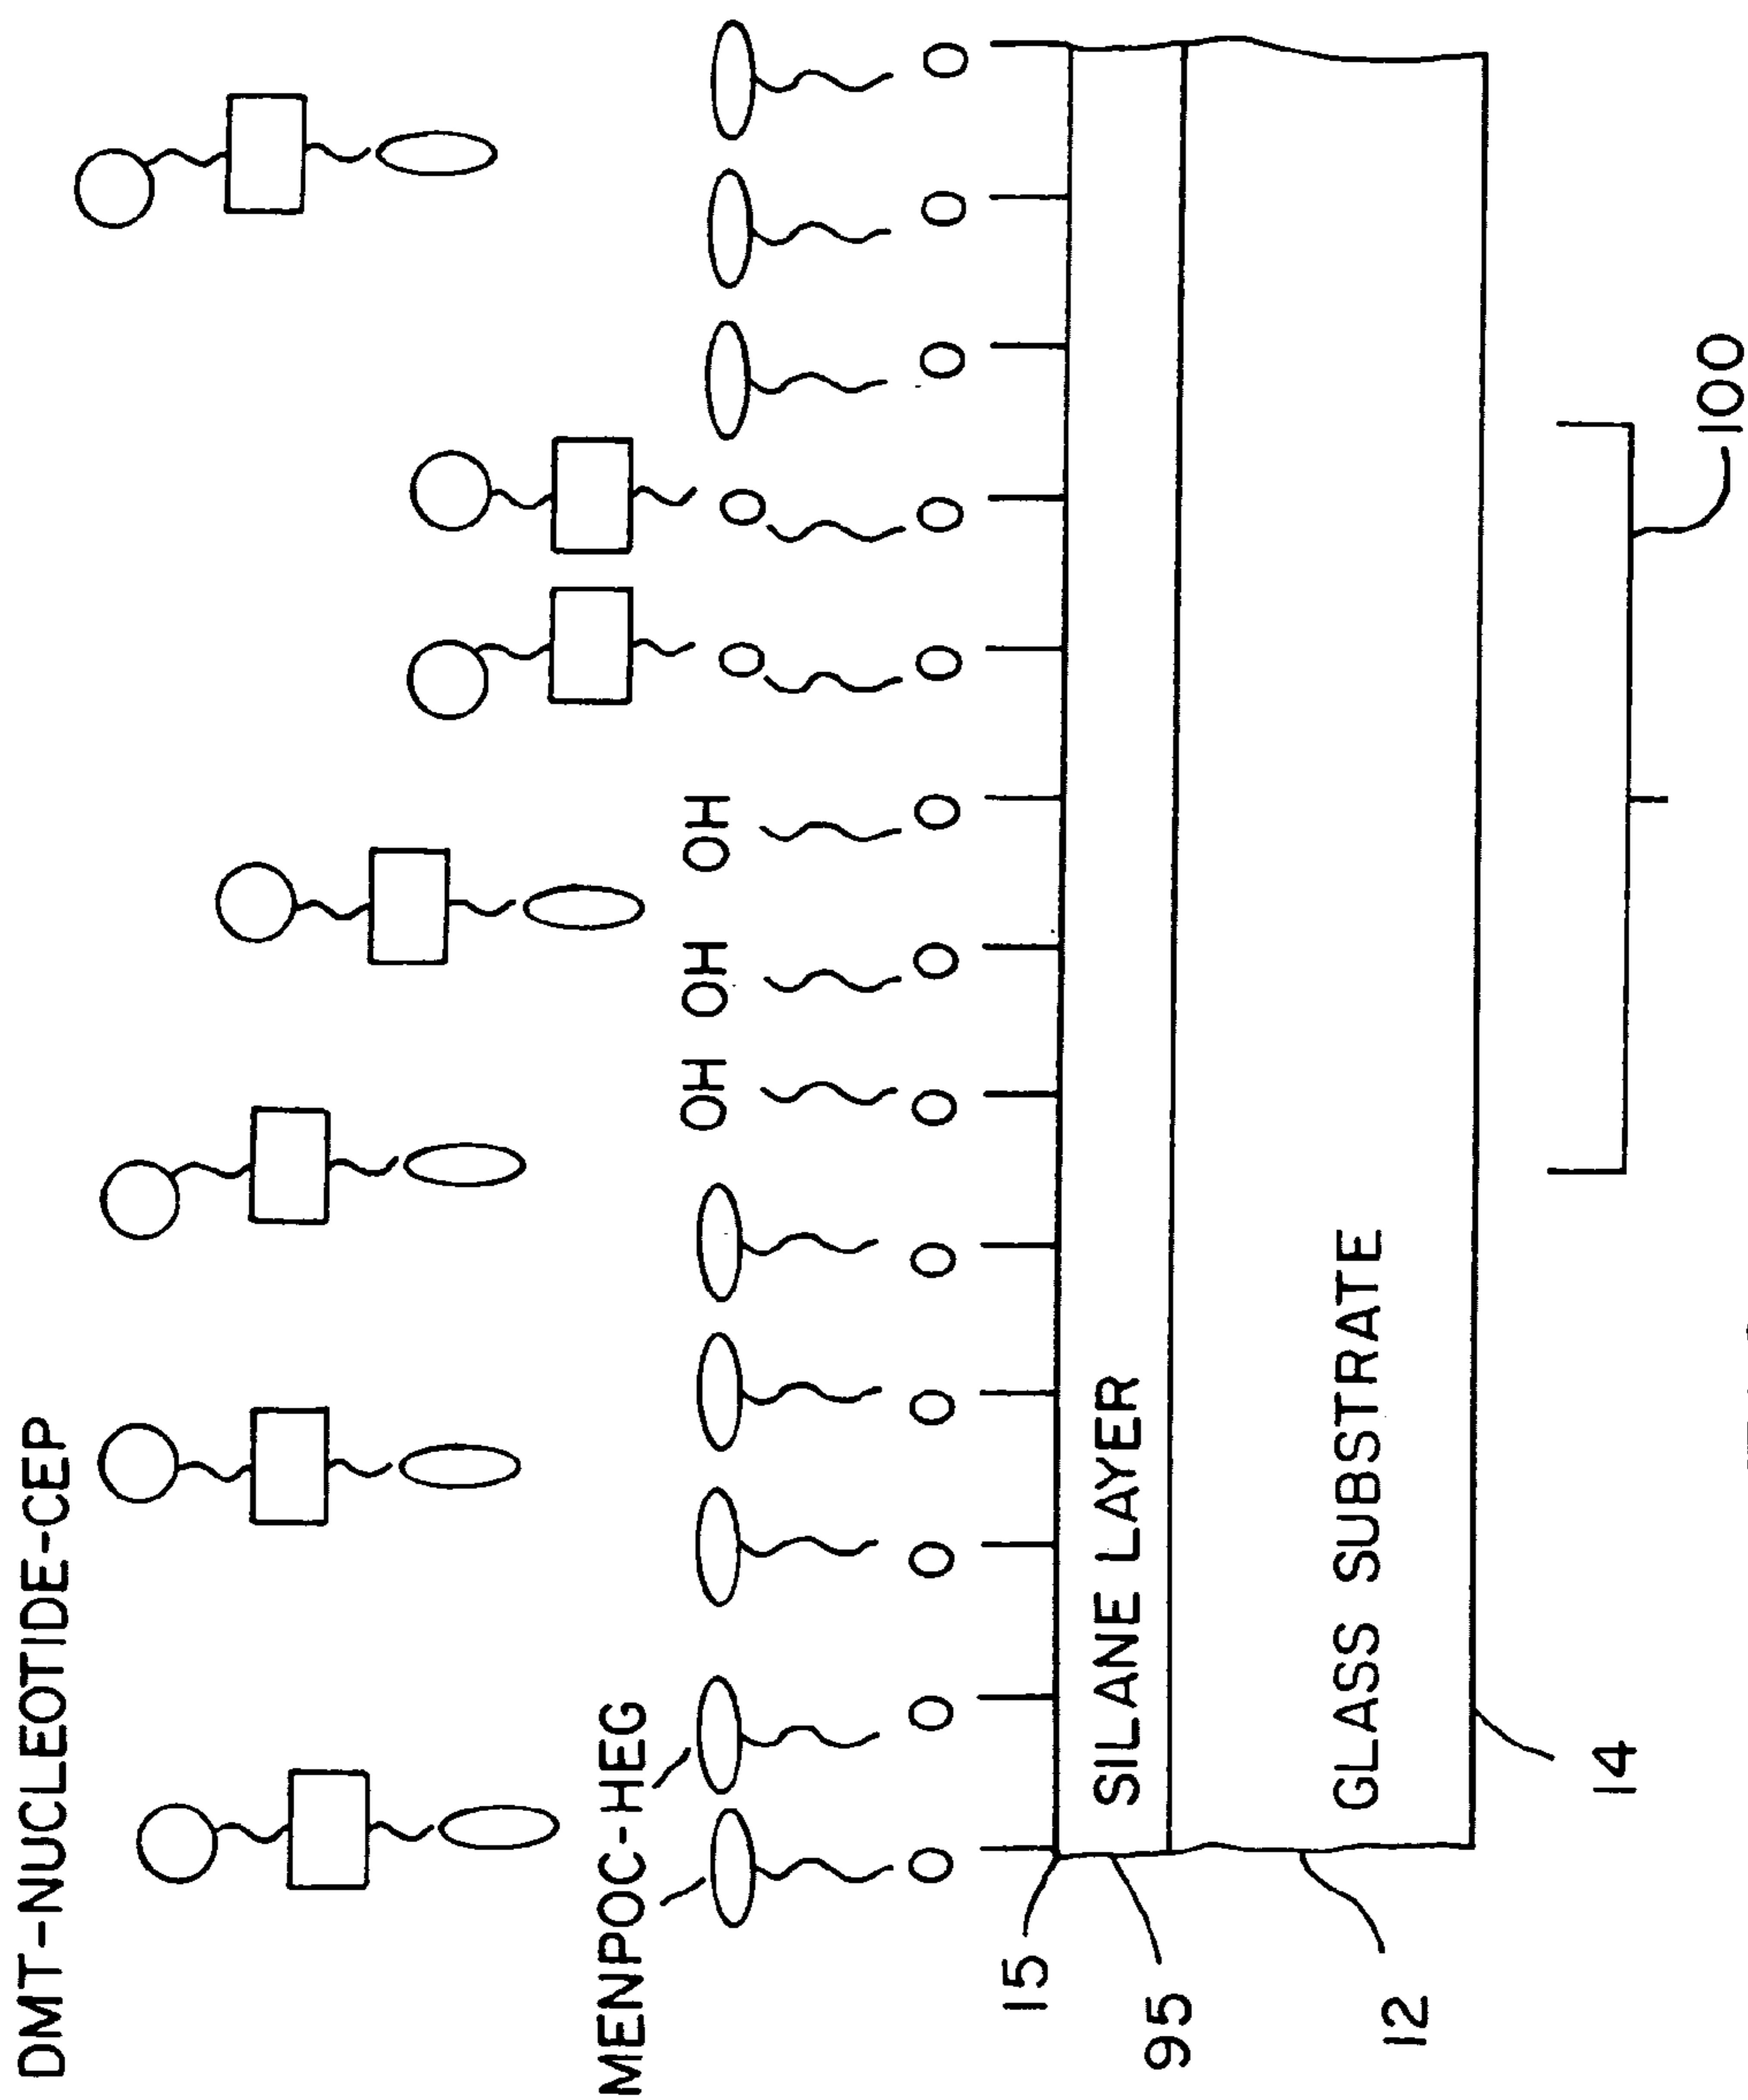 DMT-NUCLEOTIDE-CEP
MENPOC-HEG
OH OH OH O O
O O O O O O O O O O O O O
15
SILANE LAYER
95
GLASS SUBSTRATE
12
14
100